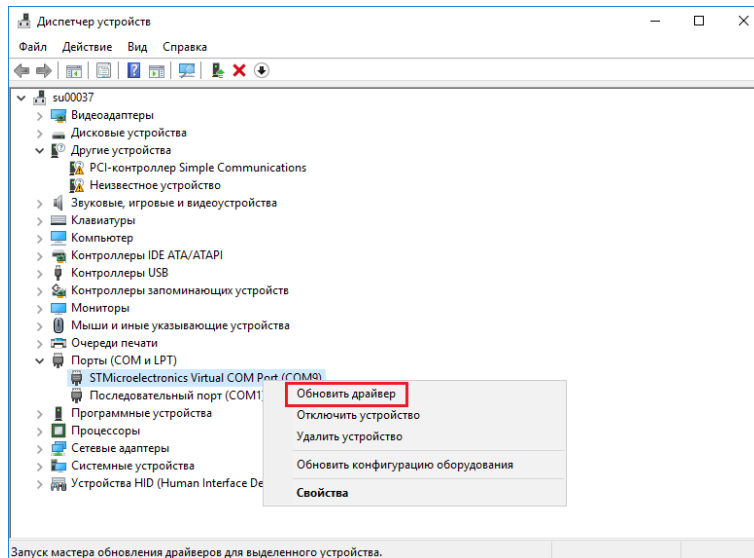 Диспетчер устройств
Файл Действие Вид Справка
su00037
Видеоадаптеры
Дисковые устройства
Другие устройства
PCI-контроллер Simple Communications
Неизвестное устройство
Звуковые, игровые и видеоустройства
Клавиатуры
Компьютер
Контроллеры IDE ATA/ATAPI
Контроллеры USB
Контроллеры запоминающих устройств
Мониторы
Мыши и иные указывающие устройства
Очереди печати
Порты (COM и LPT)
STMicroelectronics Virtual COM Port (COM9)
Последовательный порт (COM1)
Программные устройства
Процессоры
Сетевые адаптеры
Системные устройства
Устройства HID (Human Interface De
Обновить драйвер
Отключить устройство
Удалить устройство
Обновить конфигурацию оборудования
Свойства
Запуск мастера обновления драйверов для выделенного устройства.